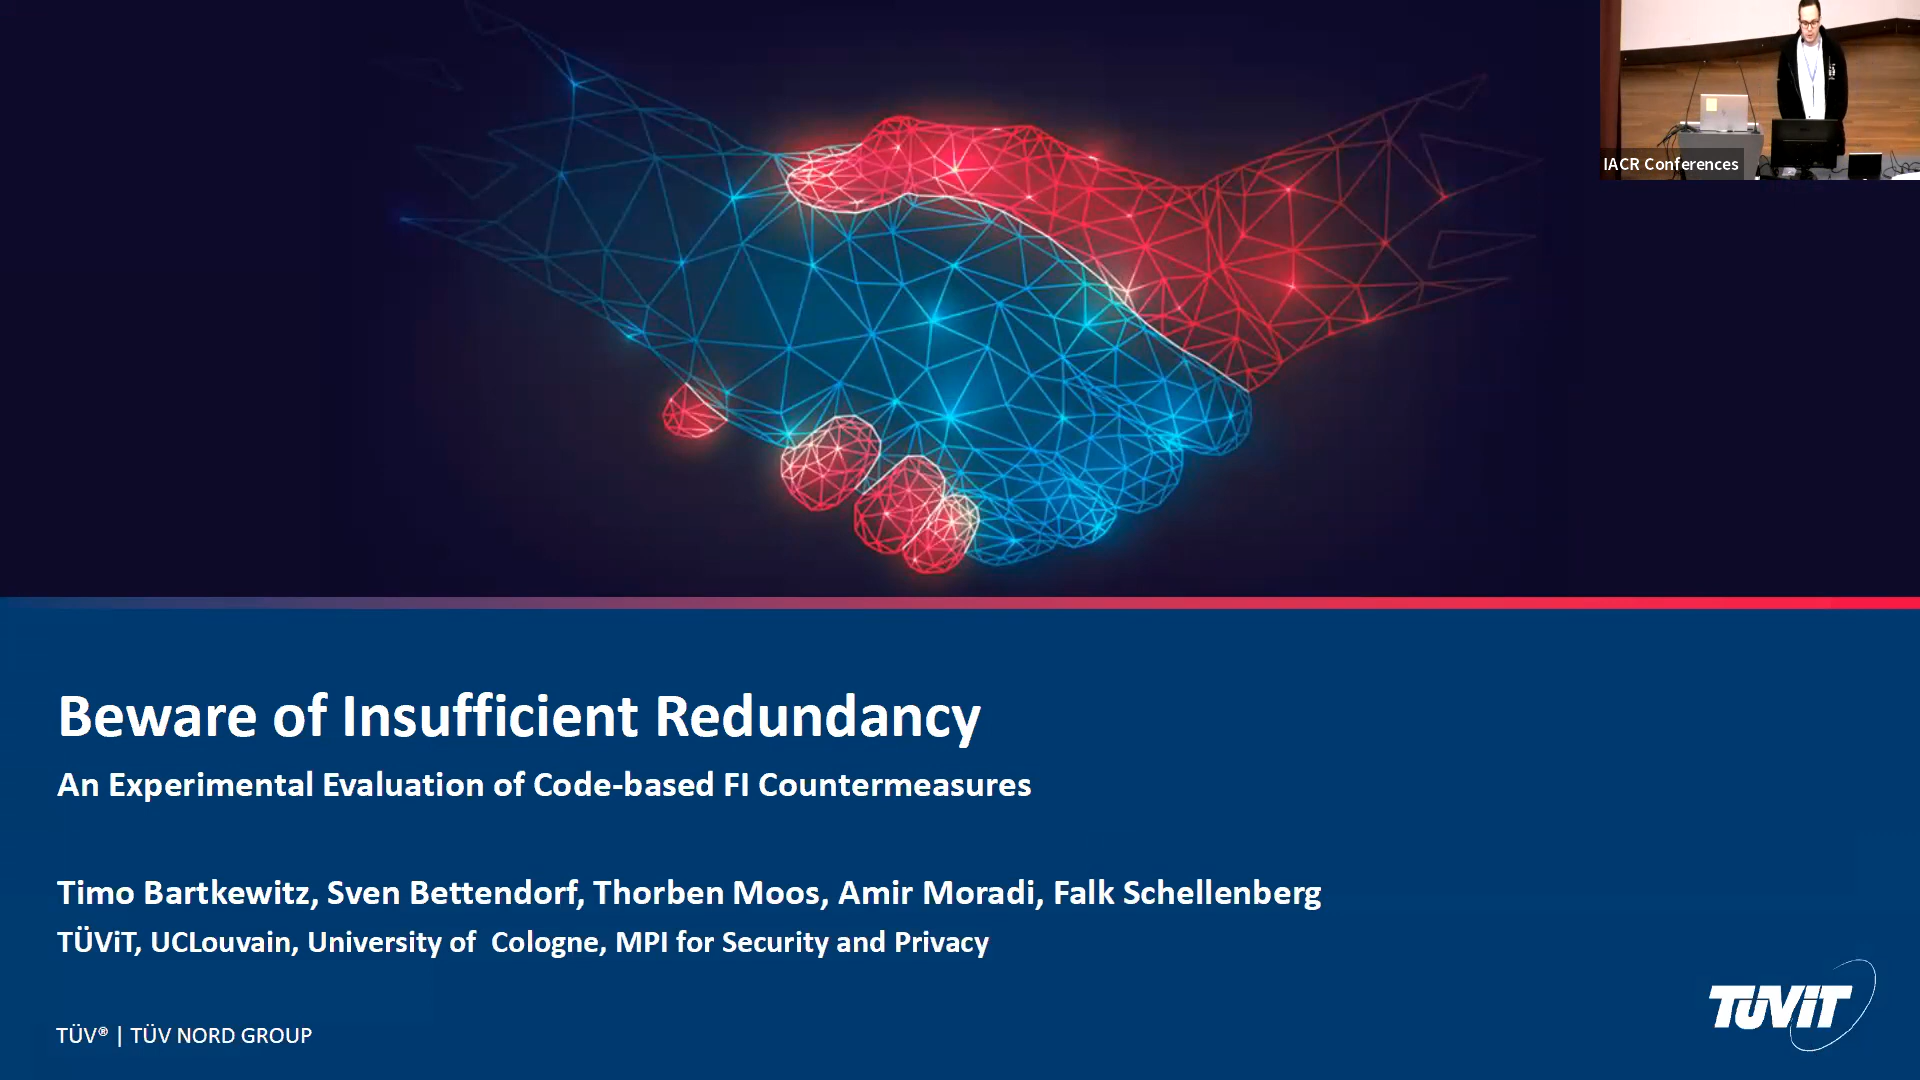 IACR Conferences
Beware of Insufficient Redundancy
An Experimental Evaluation of Code-based FI Countermeasures
Timo Bartkewitz, Sven Bettendorf, Thorben Moos, Amir Moradi, Falk Schellenberg
TÜViT, UCLouvain, University of Cologne, MPI for Security and Privacy
TÜV® | TÜV NORD GROUP
TÜViT